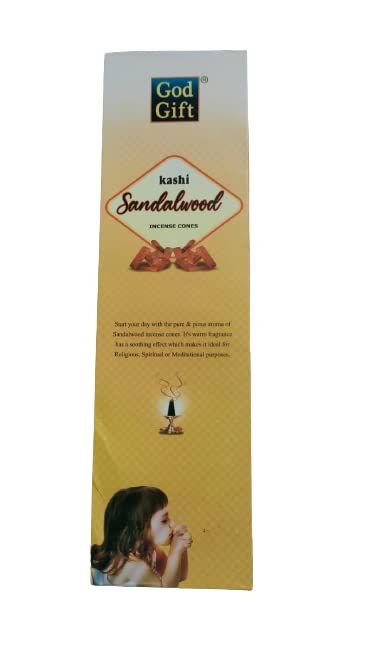 God
Gift
®
kashi
Sandalwood
INCENSE CONES
Start your day with the pure & pious aroma of
Sandalwood incense cones. It's warm fragrance
has a soothing effect which makes it ideal for
Religious, Spiritual or Meditational purposes.